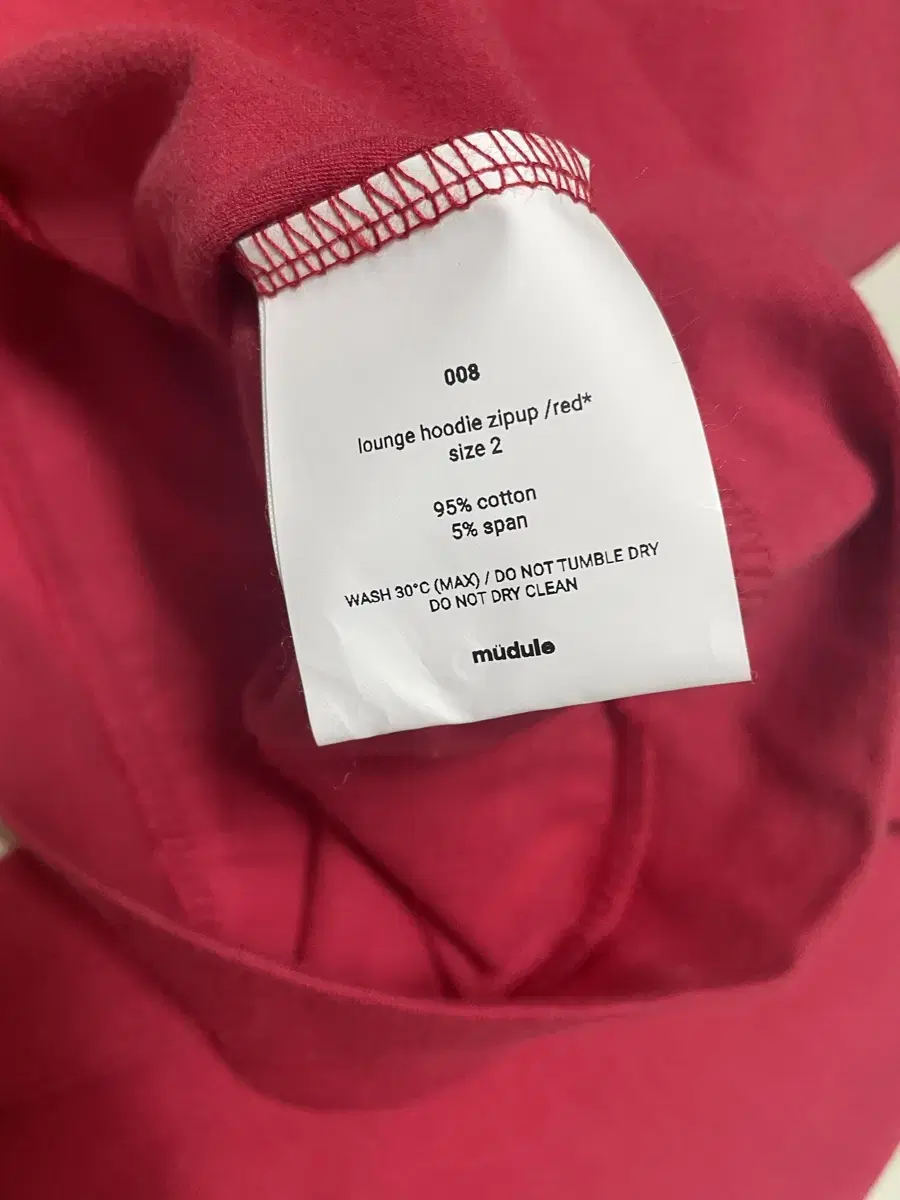 008
lounge hoodie zipup /red*
size 2
95% cotton
5% span
WASH 30°C (MAX) / DO NOT TUMBLE DRY
DO NOT DRY CLEAN
müdule